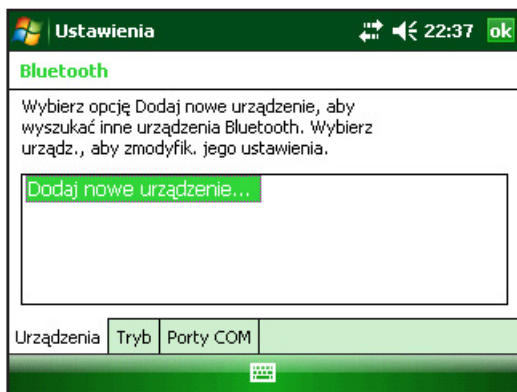 Ustawienia 22:37 ok
Bluetooth
Wybierz opcję Dodaj nowe urządzenie, aby
wyszukać inne urządzenia Bluetooth. Wybierz
urządz., aby zmodyfik. jego ustawienia.
Dodaj nowe urządzenie...
Urządzenia Tryb Porty COM